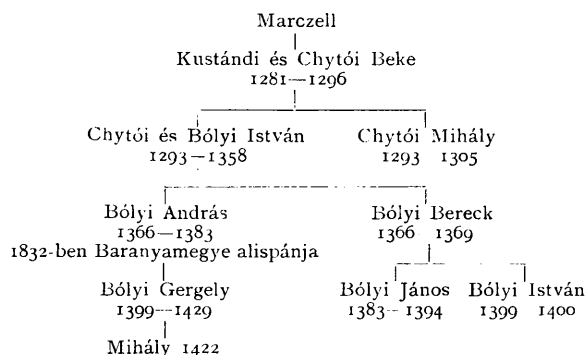 Marczell
Kustándi és Chytói Beke
1281—1296
Chytói és Bólyi István Chytói Mihály
1293—1358 1293 1305
Bólyi András Bólyi Bereck
1366—1383 1366 1369
1832-ben Baranyamegye alispánja
Bólyi Gergely Bólyi János Bólyi István
1399—1429 1383—1394 1399 1400
Mihály 1422